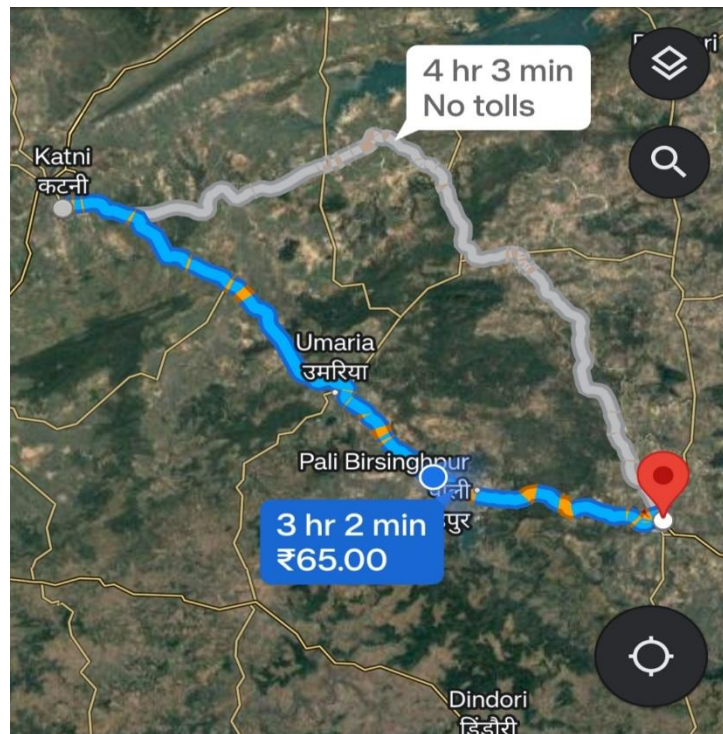 4 hr 3 min
No tolls
Katni
कटनी
Umaria
उमरिया
Pali Birsinghpur
पाली
3 hr 2 min
₹65.00
Dindori
डिंडौरी